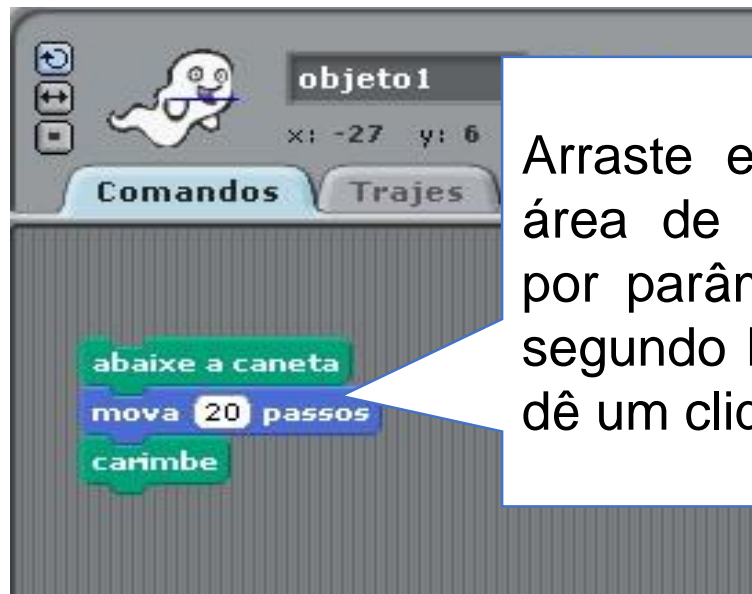 objeto1
x: -27 y: 6
Comandos Trajes
Arraste e
área de
por parâ
segundo
dê um clic
abaixe a caneta
mova 20 passos
carimbe